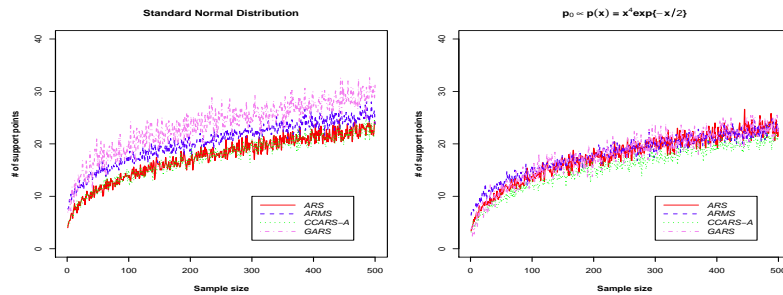 Standard Normal Distribution
# of support points
40
30
20
10
0
ARS
ARMS
CCARS-A
GARS
0
100
200
300
400
500
Sample size
p₀ ∝ p(x) = x⁴exp{−x/2}
# of support points
40
30
20
10
0
ARS
ARMS
CCARS-A
GARS
0
100
200
300
400
500
Sample size